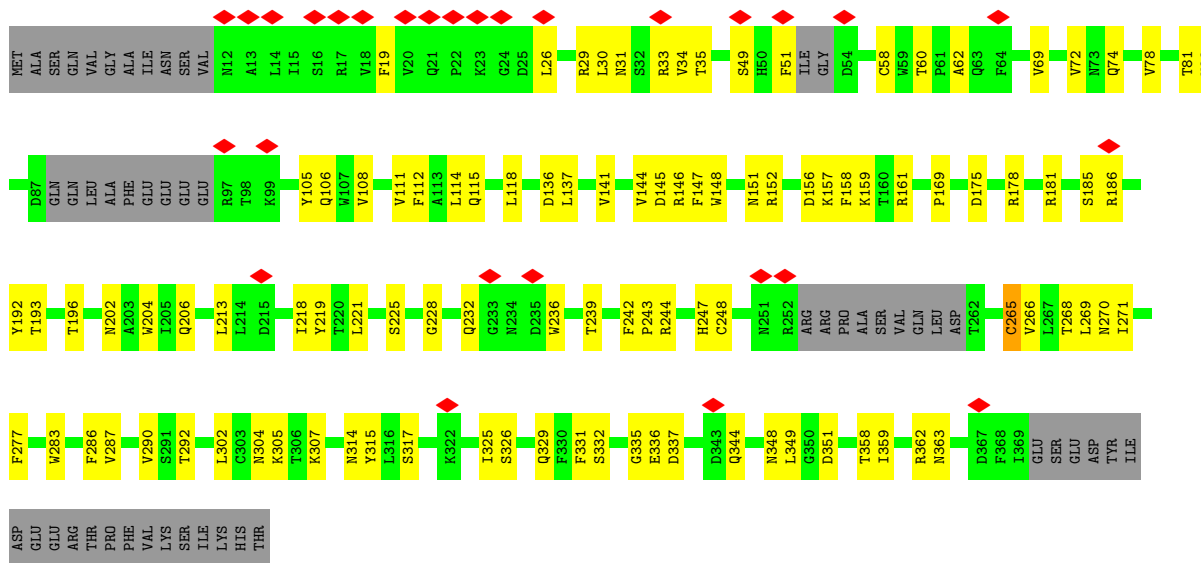 MET ALA SER GLN VAL GLY ALA ILE ASN SER VAL N12 A13 L14 I15 S16 R17 V18 F19 V20 Q21 P22 K23 G24 D25 L26 R29 L30 N31 S32 R33 V34 T35 S49 H50 F51 ILE GLY D54 C58 W59 T60 P61 A62 Q63 F64 V69 V72 N73 Q74 V78 T81
D87 GLN GLN LEU ALA PHE GLU GLU GLU GLU R97 T98 K99 Y105 Q106 W107 V108 V111 F112 A113 L114 Q115 L118 D136 L137 V141 V144 D145 R146 F147 W148 N151 R152 D156 K157 F158 K159 T160 R161 P169 D175 R178 R181 S185 R186
Y192 T193 T196 N202 A203 W204 I205 Q206 L213 L214 D215 I218 Y219 T220 L221 S225 G228 Q232 G233 N234 D235 W236 T239 F242 P243 R244 H247 C248 N251 R252 ARG ARG PRO ALA SER VAL GLN LEU ASP T262 C265 V266 L267 T268 L269 N270 I271
F277 W283 F286 V287 V290 S291 T292 L302 C303 N304 K305 T306 K307 N314 Y315 L316 S317 K322 I325 S326 Q329 F330 F331 S332 G335 E336 D337 D343 Q344 N348 L349 G350 D351 T358 I359 R362 N363 D367 F368 I369 GLU SER GLU ASP TYR ILE
ASP GLU GLU ARG THR PRO PHE VAL LYS SER ILE LYS HIS THR